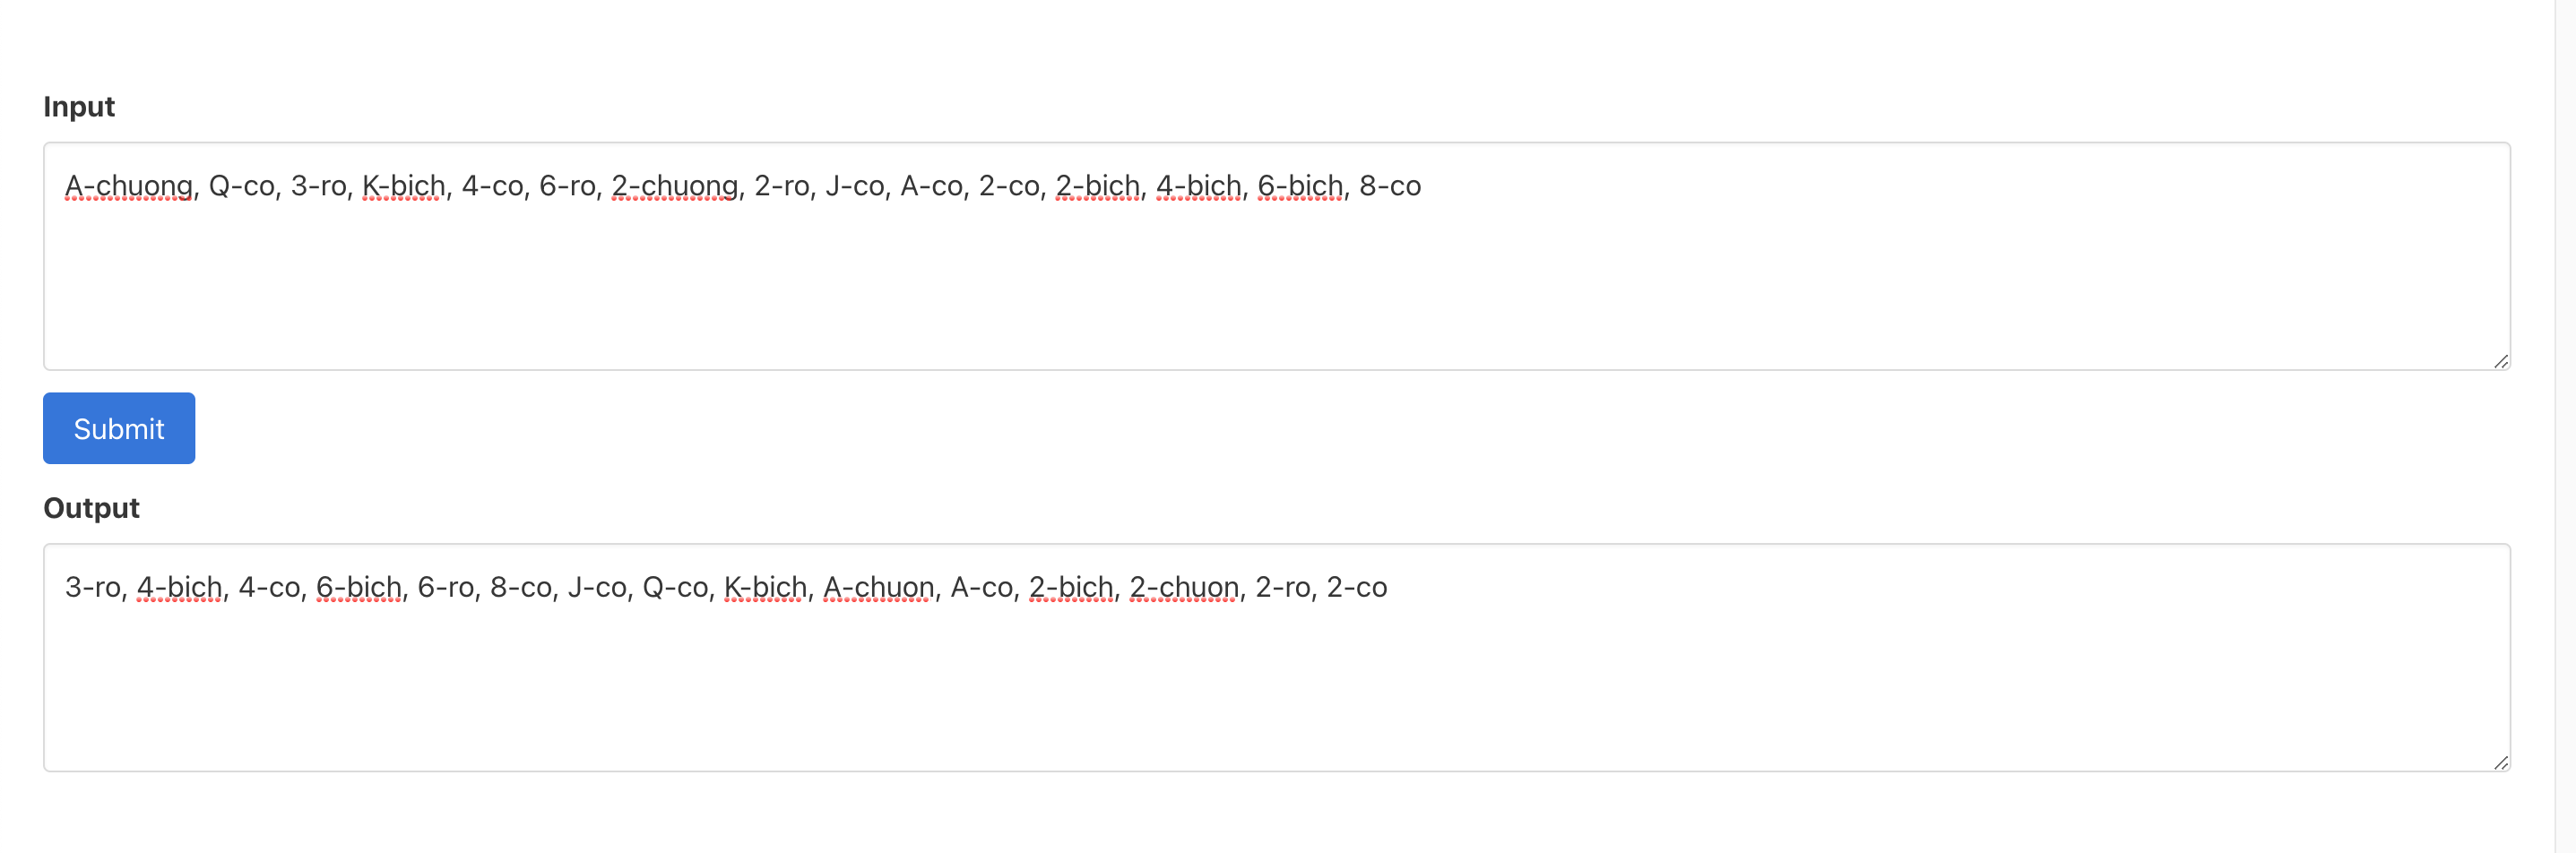 Input
A-chuong, Q-co, 3-ro, K-bich, 4-co, 6-ro, 2-chuong, 2-ro, J-co, A-co, 2-co, 2-bich, 4-bich, 6-bich, 8-co
Submit
Output
3-ro, 4-bich, 4-co, 6-bich, 6-ro, 8-co, J-co, Q-co, K-bich, A-chuon, A-co, 2-bich, 2-chuon, 2-ro, 2-co